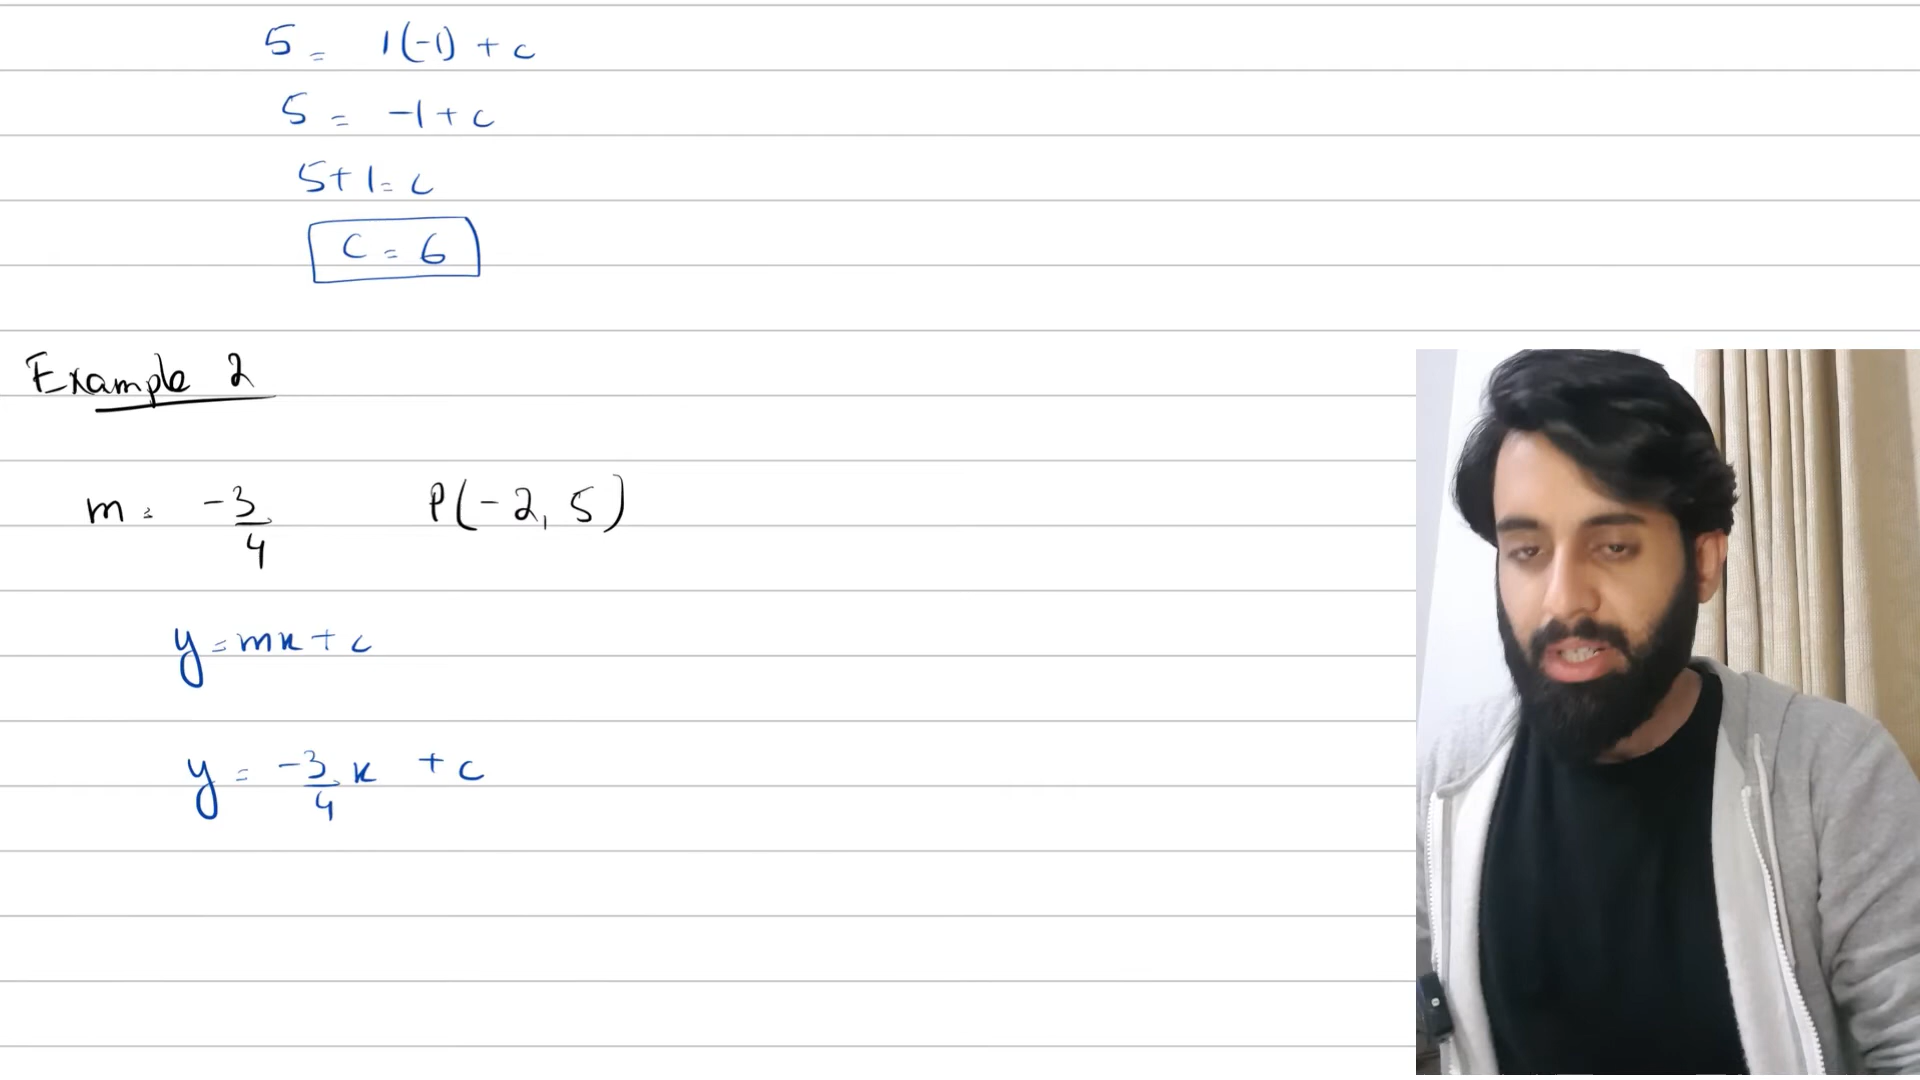 5 = 1(-1) + c
5 = -1 + c
5+1 = c
c = 6
Example 2
m = -3/4 P(-2, 5)
y = mx + c
y = -3/4 x + c